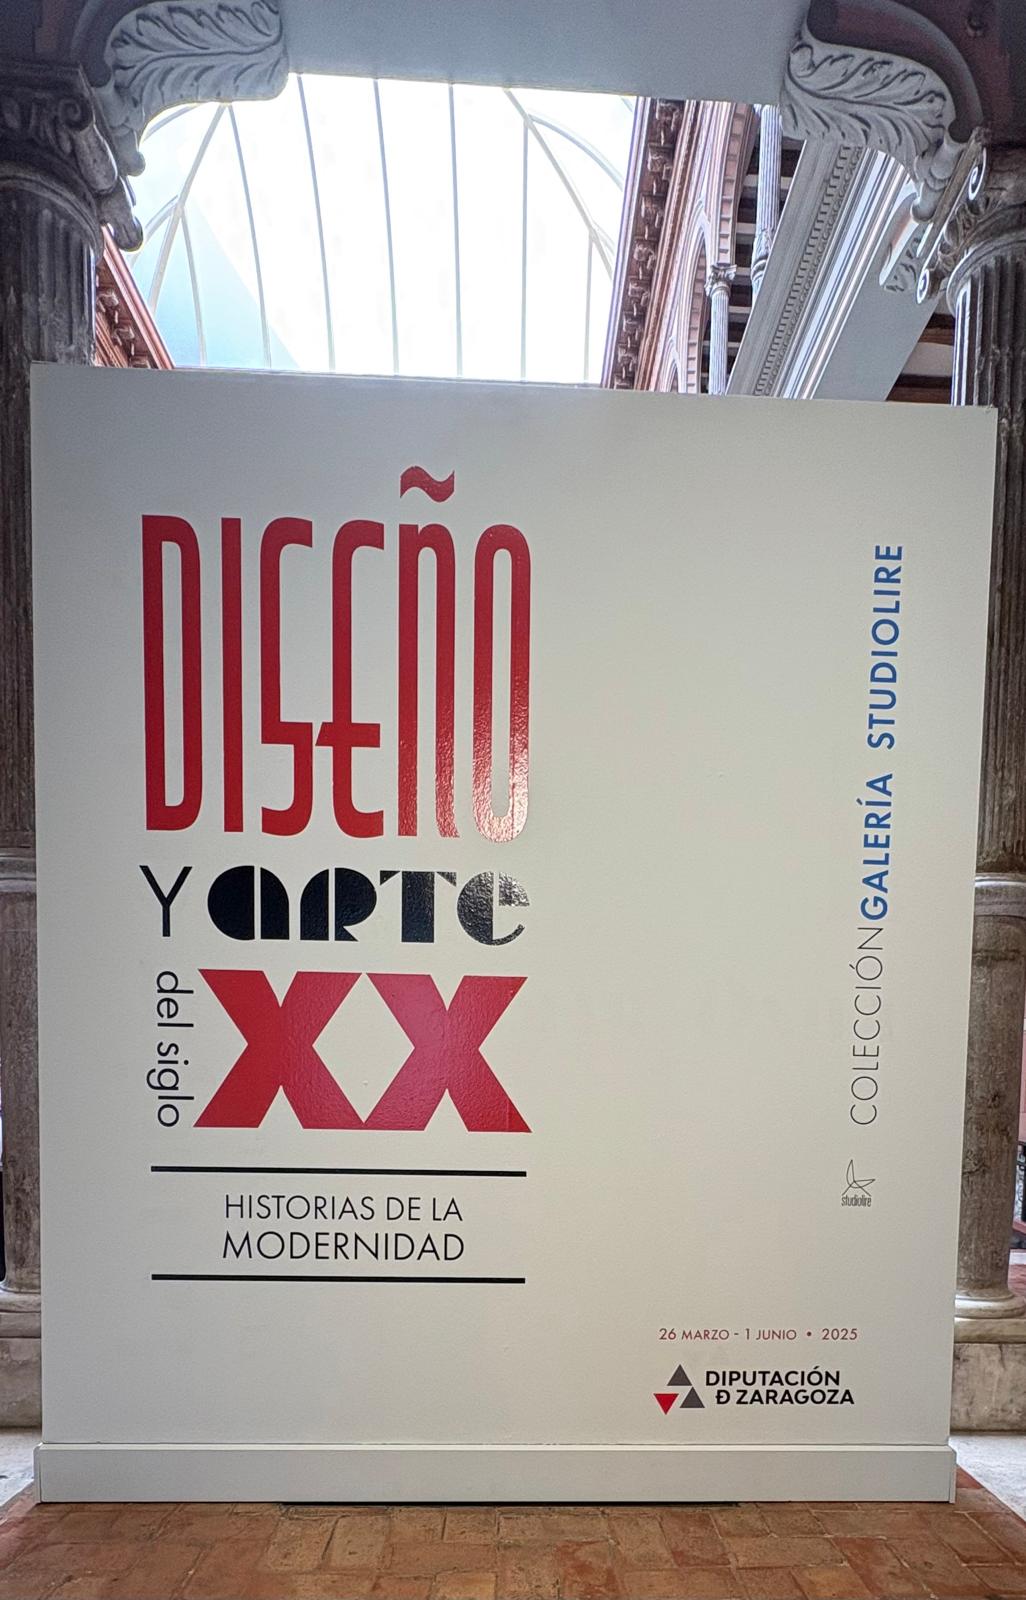 DISEÑO
Y ARTE
del siglo XX
HISTORIAS DE LA
MODERNIDAD
COLECCIÓN GALERÍA STUDIOLIRE
studiolire
26 MARZO - 1 JUNIO • 2025
DIPUTACIÓN
Đ ZARAGOZA